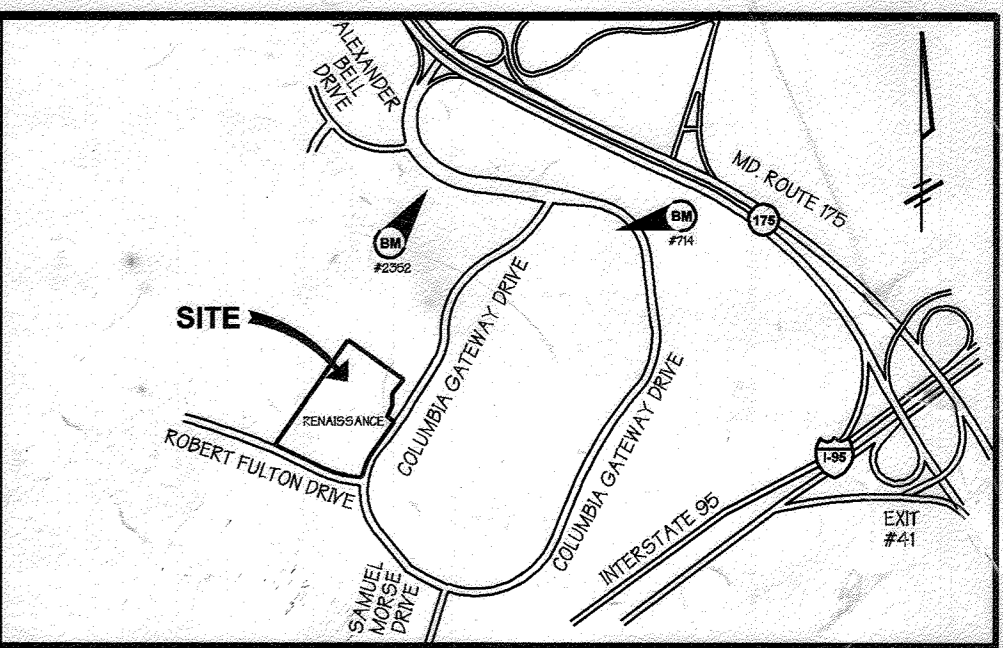 ALEXANDER
BELL
DRIVE
MD. ROUTE 175
175
BM
#714
BM
#2352
SITE
COLUMBIA GATEWAY DRIVE
RENAISSANCE
COLUMBIA GATEWAY DRIVE
ROBERT FULTON DRIVE
I-95
INTERSTATE 95
EXIT
#41
SAMUEL
MORSE
DRIVE